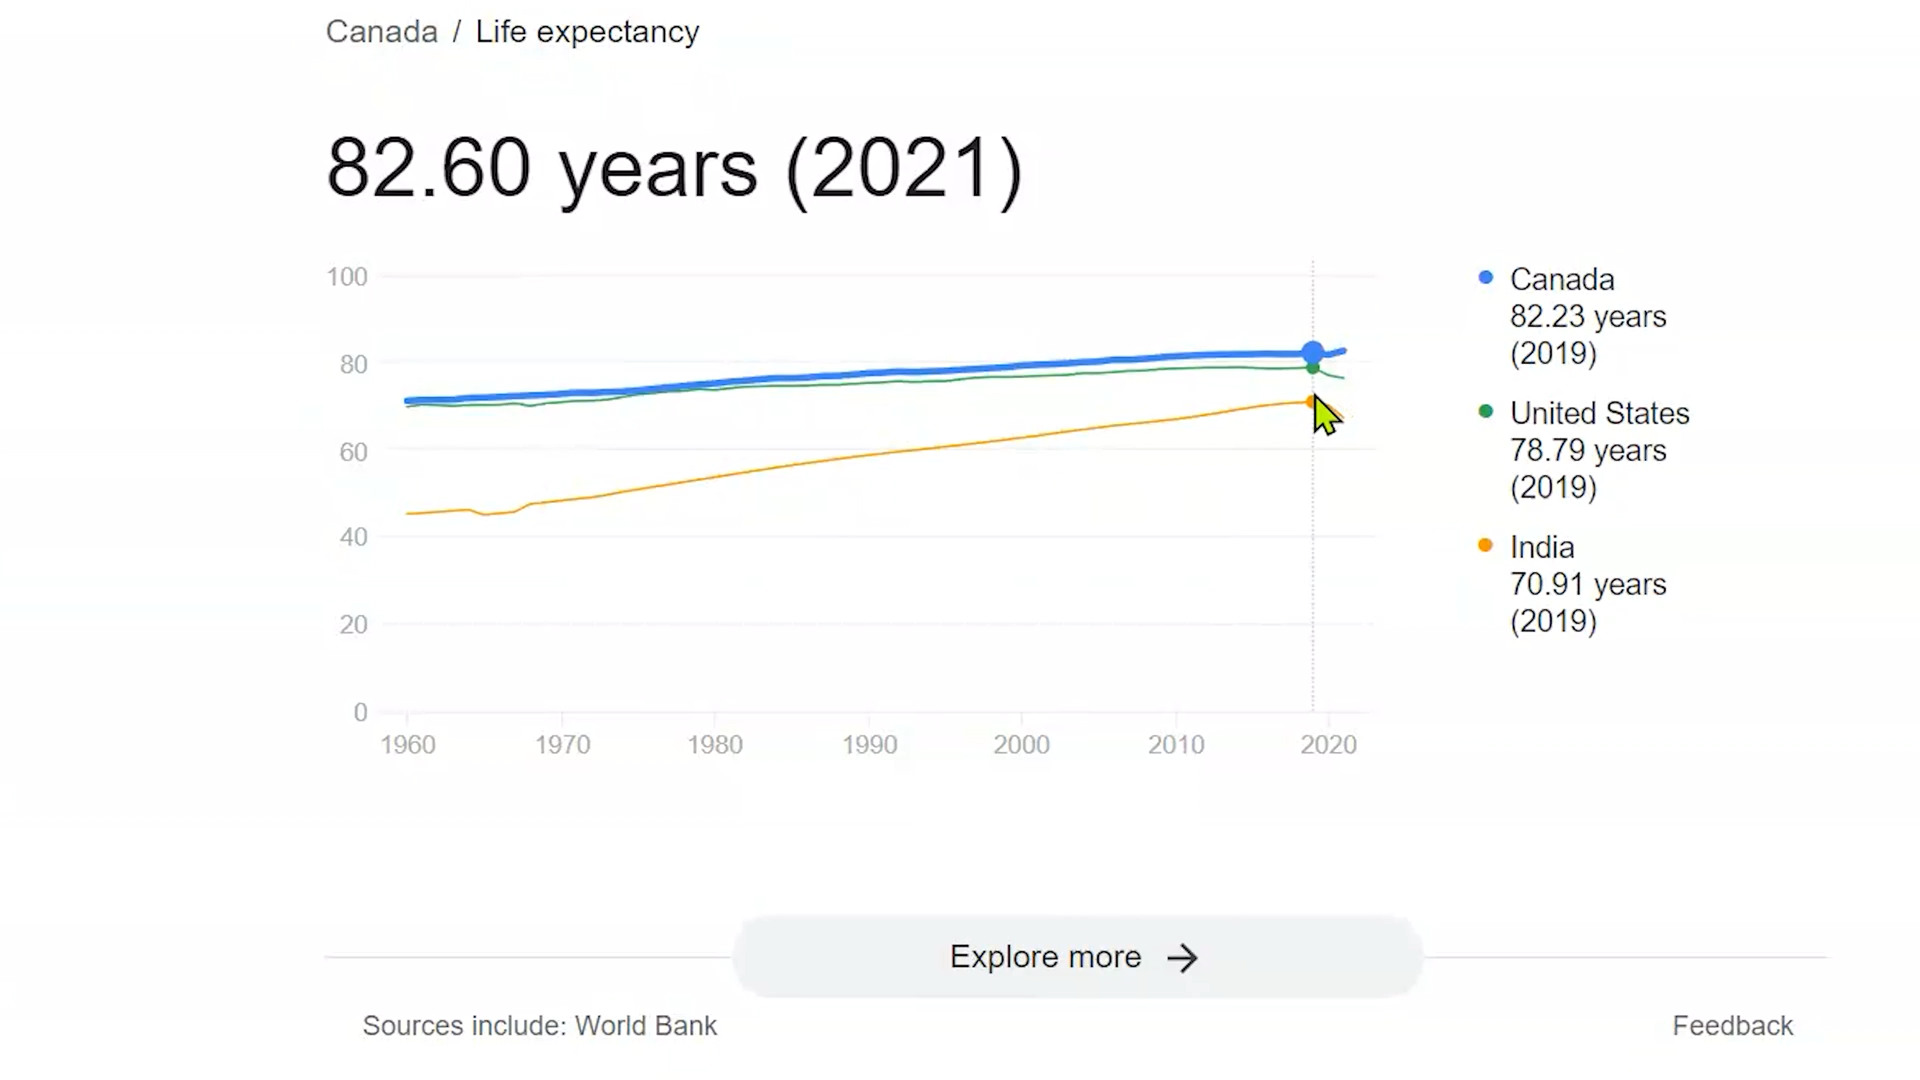 Canada / Life expectancy
82.60 years (2021)
100
80
60
40
20
0
1960 1970 1980 1990 2000 2010 2020
Canada
82.23 years
(2019)
United States
78.79 years
(2019)
India
70.91 years
(2019)
Explore more →
Sources include: World Bank
Feedback